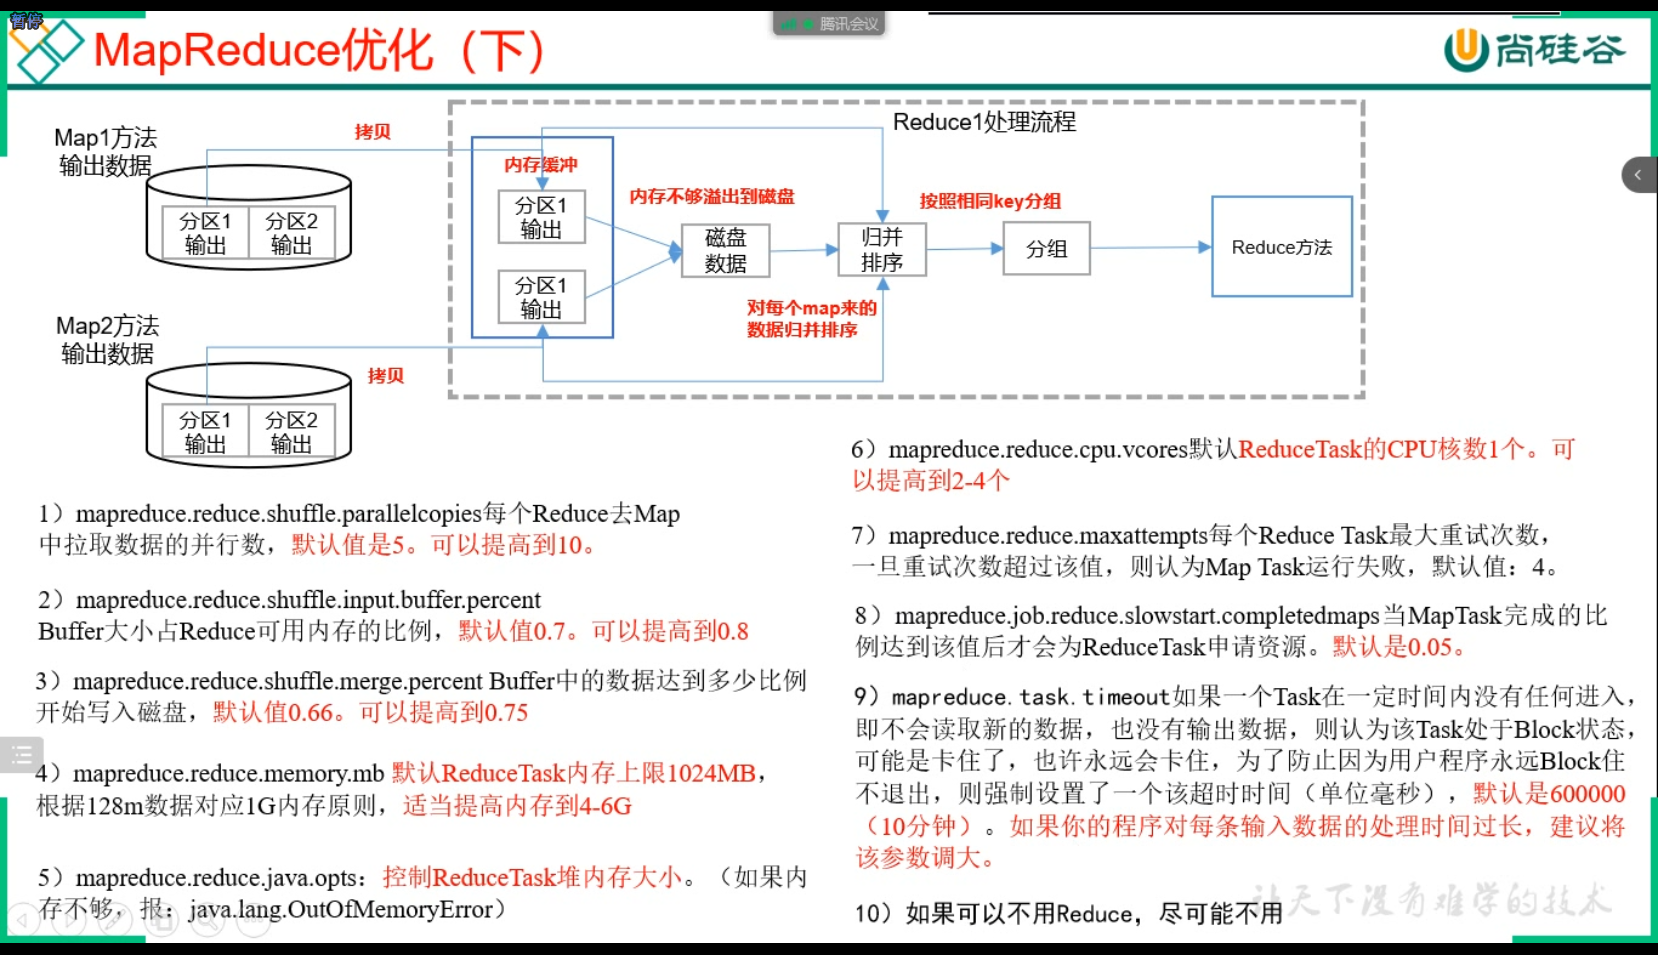 暂停
腾讯会议
MapReduce优化（下）
尚硅谷
Map1方法
输出数据
拷贝
分区1
输出
分区2
输出
Reduce1处理流程
内存缓冲
分区1
输出
分区1
输出
内存不够溢出到磁盘
磁盘
数据
归并
排序
对每个map来的
数据归并排序
按照相同key分组
分组
Reduce方法
Map2方法
输出数据
拷贝
分区1
输出
分区2
输出
1）mapreduce.reduce.shuffle.parallelcopies每个Reduce去Map
中拉取数据的并行数，默认值是5。可以提高到10。
2）mapreduce.reduce.shuffle.input.buffer.percent
Buffer大小占Reduce可用内存的比例，默认值0.7。可以提高到0.8
3）mapreduce.reduce.shuffle.merge.percent Buffer中的数据达到多少比例
开始写入磁盘，默认值0.66。可以提高到0.75
4）mapreduce.reduce.memory.mb 默认ReduceTask内存上限1024MB，
根据128m数据对应1G内存原则，适当提高内存到4-6G
5）mapreduce.reduce.java.opts：控制ReduceTask堆内存大小。（如果内
存不够，报：java.lang.OutOfMemoryError）
6）mapreduce.reduce.cpu.vcores默认ReduceTask的CPU核数1个。可
以提高到2-4个
7）mapreduce.reduce.maxattempts每个Reduce Task最大重试次数，
一旦重试次数超过该值，则认为Map Task运行失败，默认值：4。
8）mapreduce.job.reduce.slowstart.completedmaps当MapTask完成的比
例达到该值后才会为ReduceTask申请资源。默认是0.05。
9）mapreduce.task.timeout如果一个Task在一定时间内没有任何进入，
即不会读取新的数据，也没有输出数据，则认为该Task处于Block状态，
可能是卡住了，也许永远会卡住，为了防止因为用户程序永远Block住
不退出，则强制设置了一个该超时时间（单位毫秒），默认是600000
（10分钟）。如果你的程序对每条输入数据的处理时间过长，建议将
该参数调大。
10）如果可以不用Reduce，尽可能不用
让天下没有难学的技术